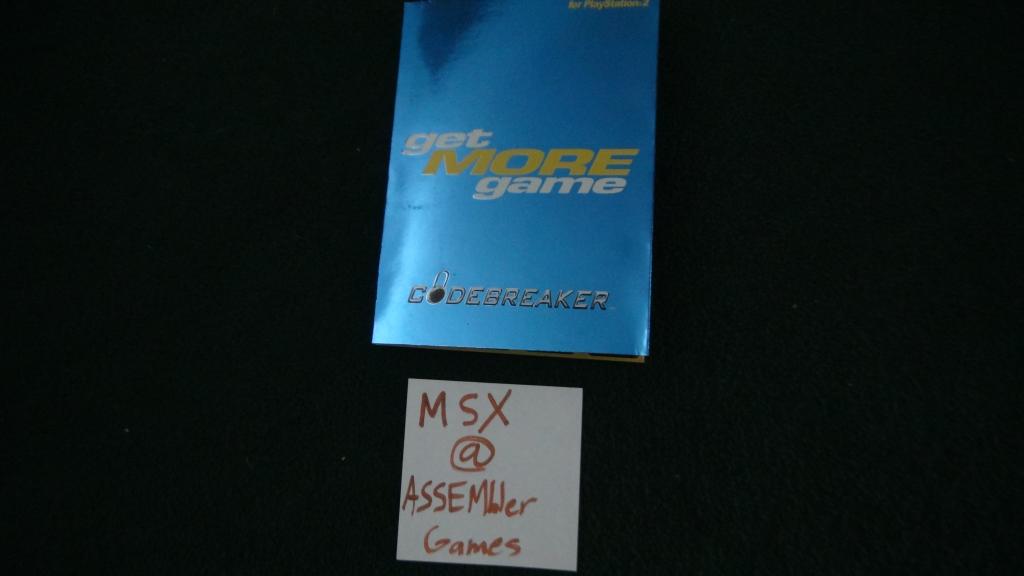 for PlayStation®2
get
MORE
game
CODEBREAKER
MSX
@
ASSEMbler
Games